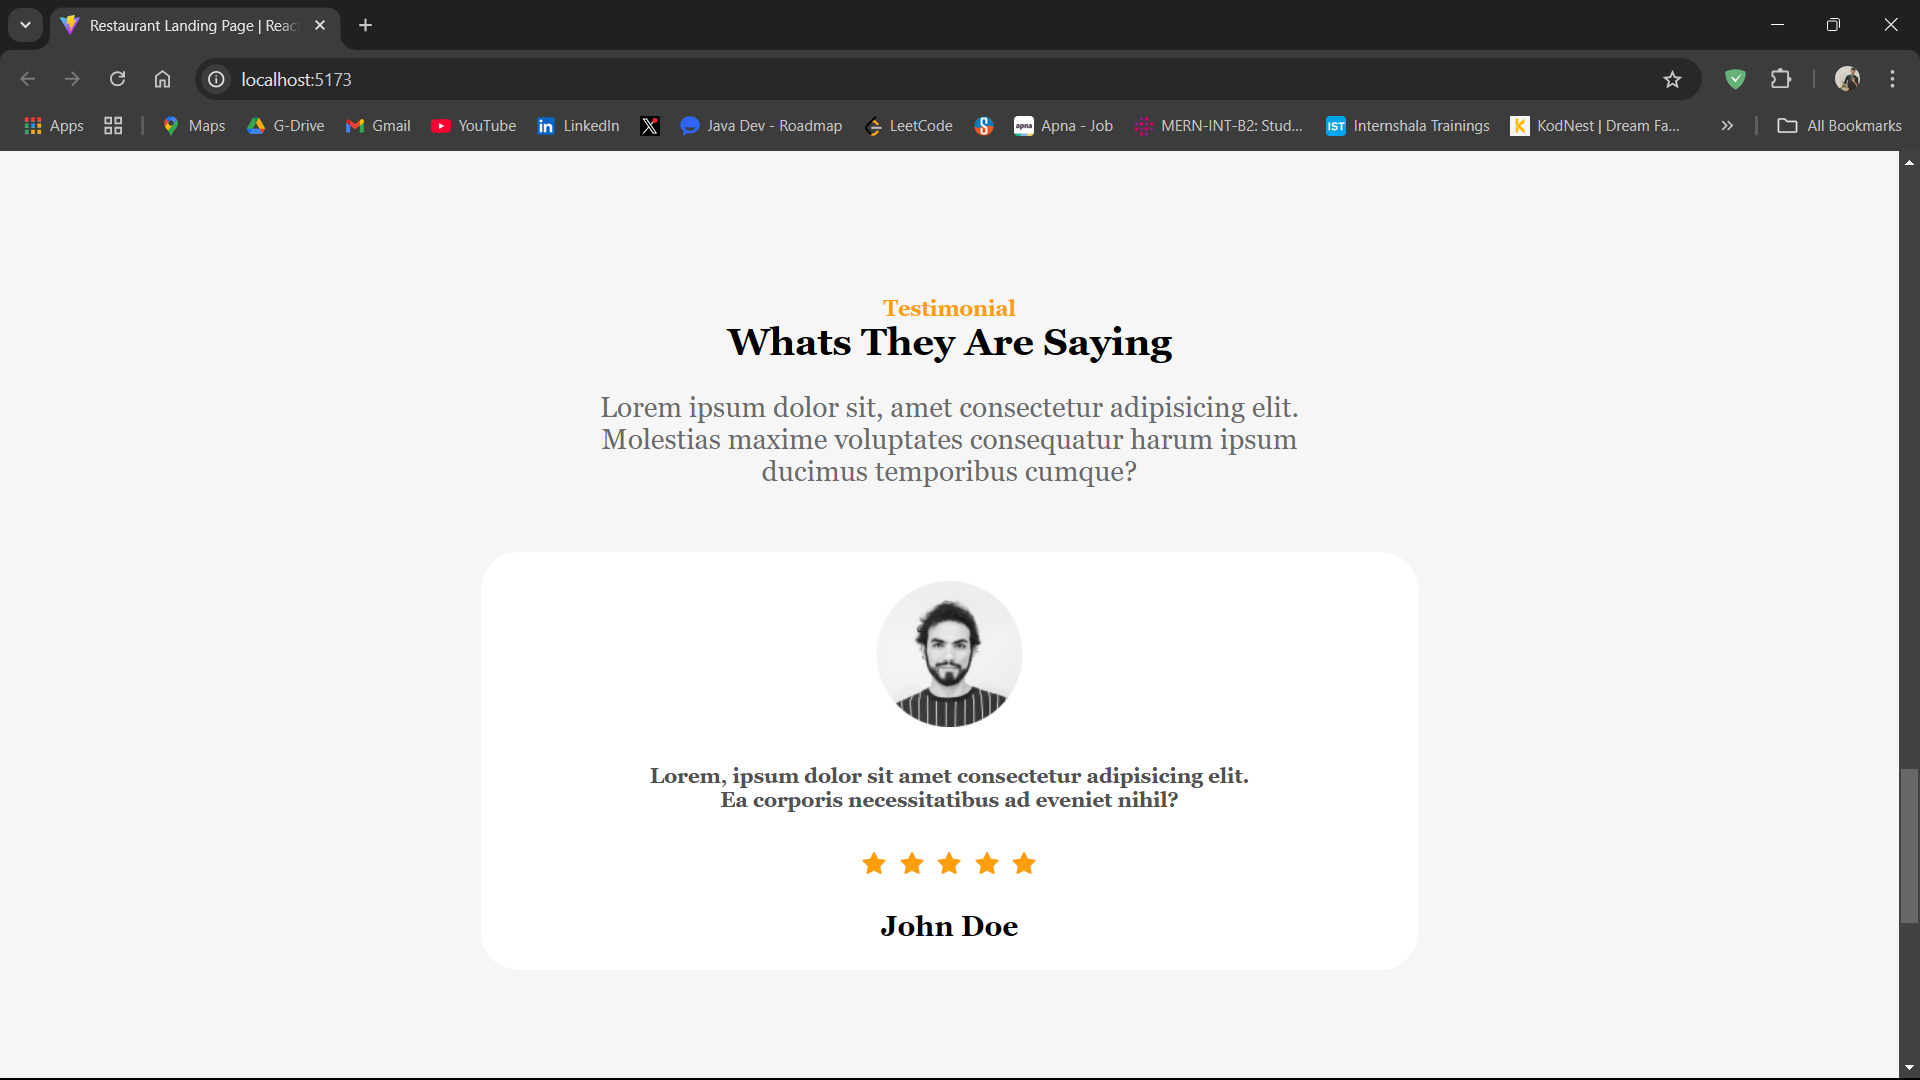 Restaurant Landing Page | Reac
localhost:5173
Apps Maps G-Drive Gmail YouTube in LinkedIn X Java Dev - Roadmap LeetCode apna Apna - Job MERN-INT-B2: Stud... IST Internshala Trainings K KodNest | Dream Fa... All Bookmarks
Testimonial
Whats They Are Saying
Lorem ipsum dolor sit, amet consectetur adipisicing elit.
Molestias maxime voluptates consequatur harum ipsum
ducimus temporibus cumque?
Lorem, ipsum dolor sit amet consectetur adipisicing elit.
Ea corporis necessitatibus ad eveniet nihil?
John Doe